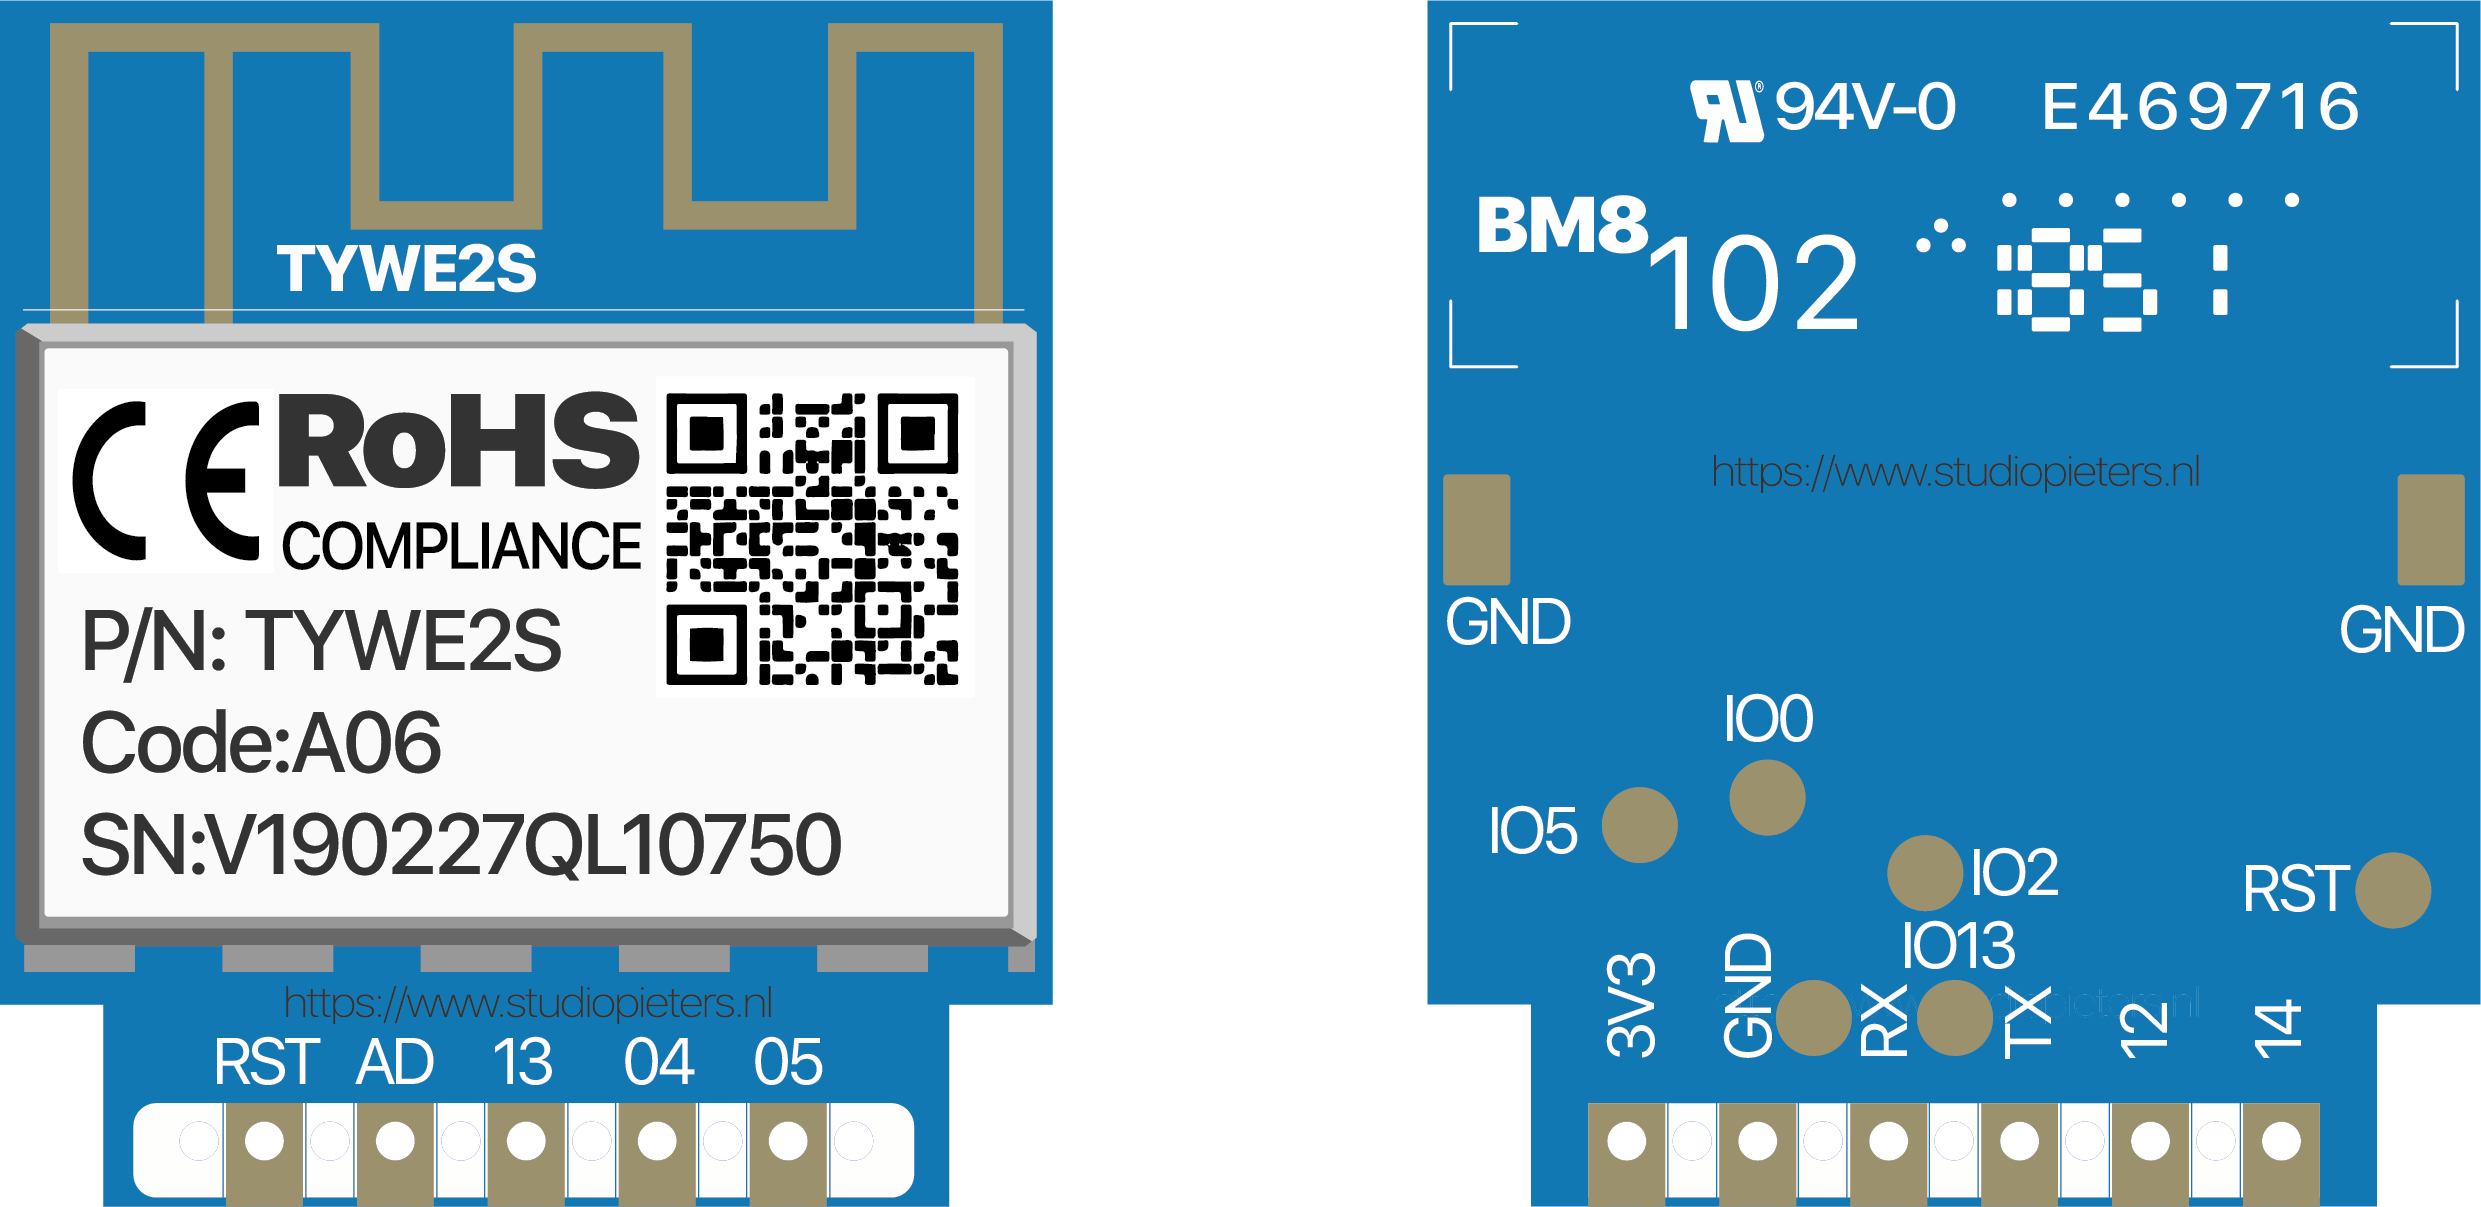 TYWE2S
CE RoHS
COMPLIANCE
P/N: TYWE2S
Code:A06
SN:V190227QL10750
https://www.studiopieters.nl
RST AD 13 04 05
94V-0 E469716
BM8
102
1851
https://www.studiopieters.nl
GND
GND
IO0
IO5
IO2
RST
IO13
3V3 GND RX TX 12 14